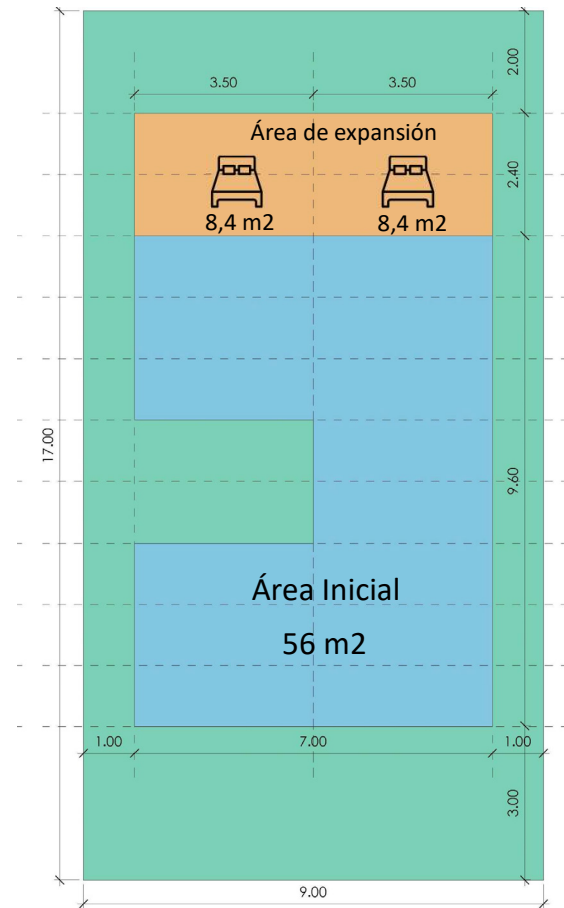 2.00
3.50
3.50
Área de expansión
2.40
8,4 m2
8,4 m2
17.00
9.60
Área Inicial
56 m2
1.00
7.00
1.00
3.00
9.00